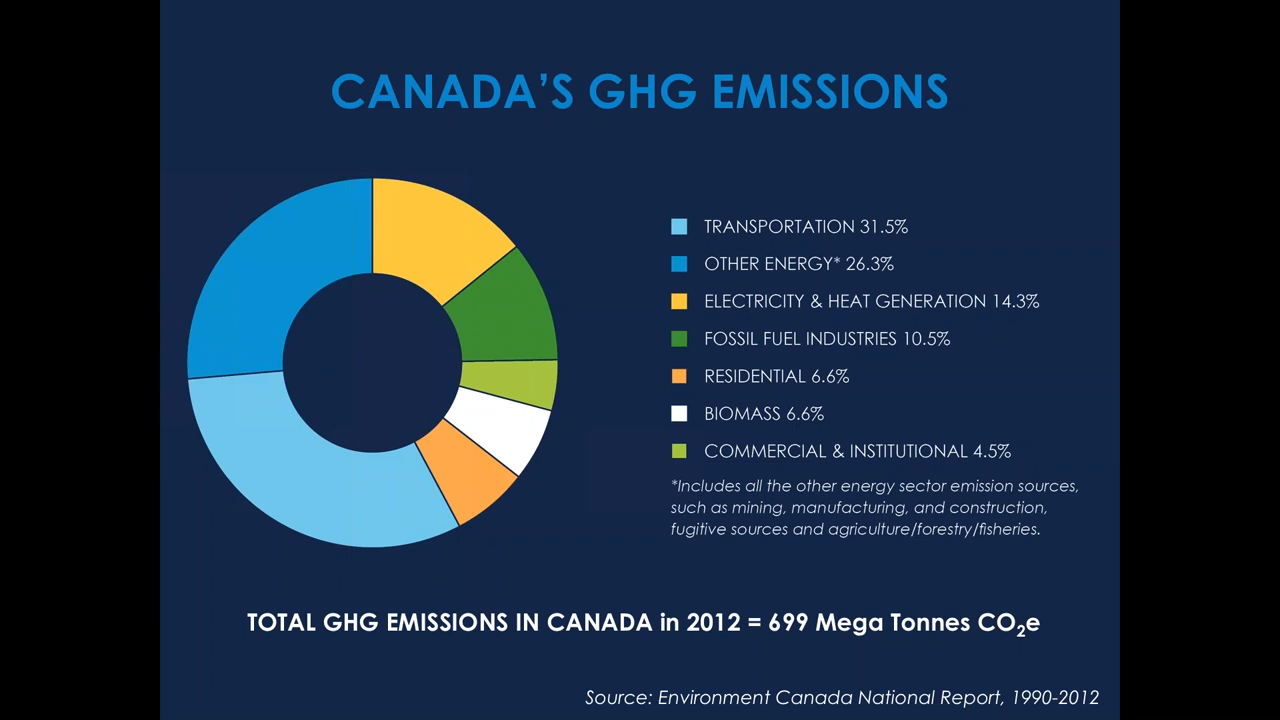 CANADA'S GHG EMISSIONS
TRANSPORTATION 31.5%
OTHER ENERGY* 26.3%
ELECTRICITY & HEAT GENERATION 14.3%
FOSSIL FUEL INDUSTRIES 10.5%
RESIDENTIAL 6.6%
BIOMASS 6.6%
COMMERCIAL & INSTITUTIONAL 4.5%
*Includes all the other energy sector emission sources,
such as mining, manufacturing, and construction,
fugitive sources and agriculture/forestry/fisheries.
TOTAL GHG EMISSIONS IN CANADA in 2012 = 699 Mega Tonnes CO₂e
Source: Environment Canada National Report, 1990-2012